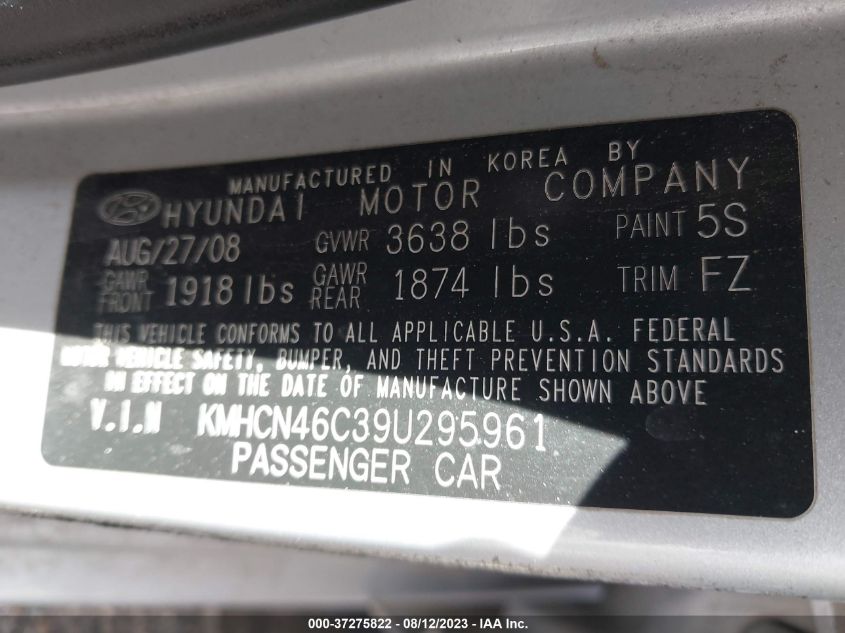 MANUFACTURED IN KOREA BY
HYUNDAI MOTOR COMPANY
AUG/27/08 GVWR 3638 lbs PAINT 5S
GAWR FRONT 1918 lbs GAWR REAR 1874 lbs TRIM FZ
THIS VEHICLE CONFORMS TO ALL APPLICABLE U.S.A. FEDERAL
MOTOR VEHICLE SAFETY, BUMPER, AND THEFT PREVENTION STANDARDS
IN EFFECT ON THE DATE OF MANUFACTURE SHOWN ABOVE
V.I.N KMHCN46C39U295961
PASSENGER CAR
000-37275822 - 08/12/2023 - IAA Inc.